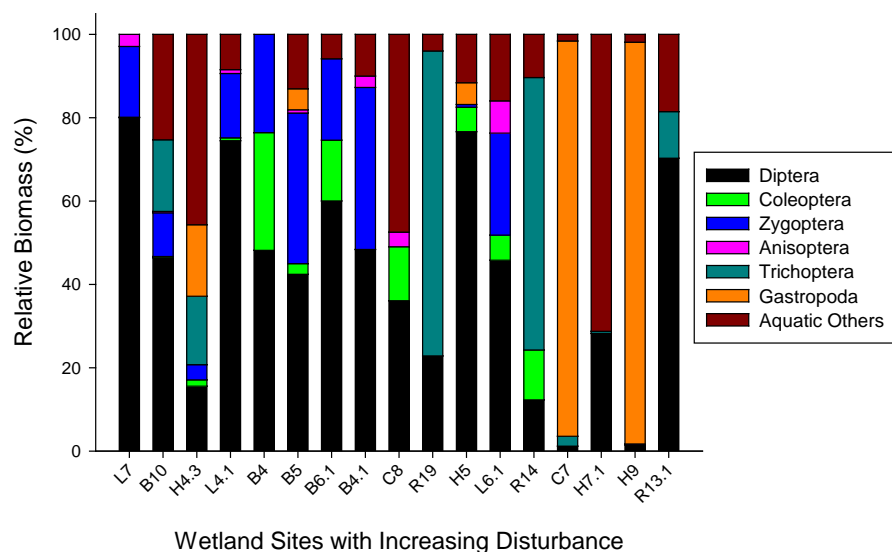 Relative Biomass (%)
100
80
60
40
20
0
L7
B10
H4.3
L4.1
B4
B5
B6.1
B4.1
C8
R19
H5
L6.1
R14
C7
H7.1
H9
R13.1
Wetland Sites with Increasing Disturbance
Diptera
Coleoptera
Zygoptera
Anisoptera
Trichoptera
Gastropoda
Aquatic Others